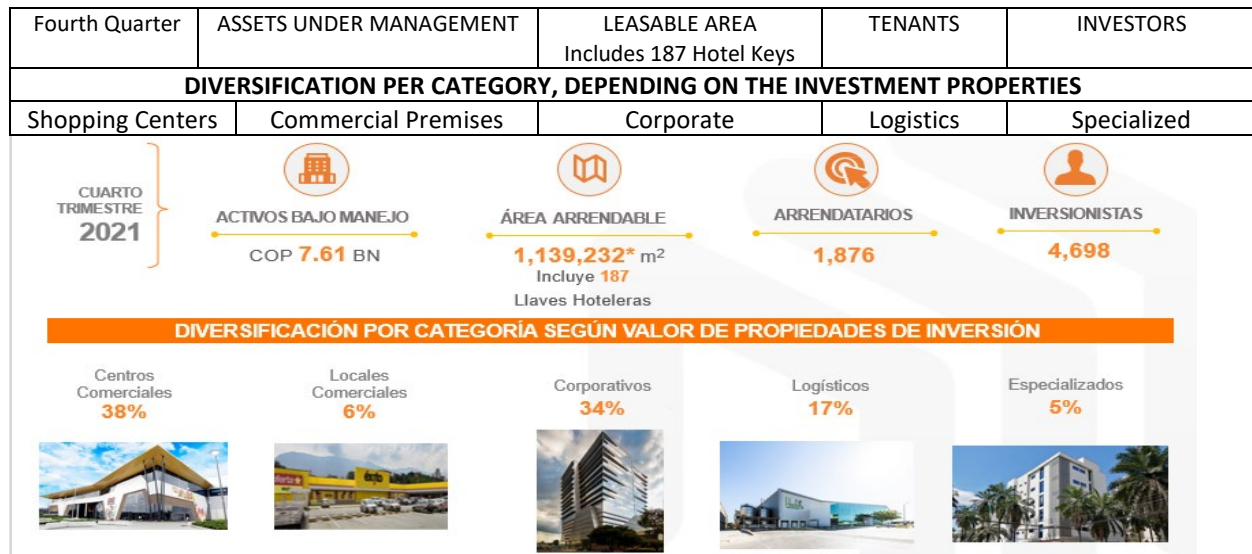 Fourth Quarter ASSETS UNDER MANAGEMENT LEASABLE AREA TENANTS INVESTORS
Includes 187 Hotel Keys
DIVERSIFICATION PER CATEGORY, DEPENDING ON THE INVESTMENT PROPERTIES
Shopping Centers Commercial Premises Corporate Logistics Specialized
CUARTO
TRIMESTRE
2021
ACTIVOS BAJO MANEJO
COP 7.61 BN
ÁREA ARRENDABLE
1,139,232* m²
Incluye 187
Llaves Hoteleras
ARRENDATARIOS
1,876
INVERSIONISTAS
4,698
DIVERSIFICACIÓN POR CATEGORÍA SEGÚN VALOR DE PROPIEDADES DE INVERSIÓN
Centros
Comerciales
38%
Locales
Comerciales
6%
Corporativos
34%
Logísticos
17%
Especializados
5%
éxito